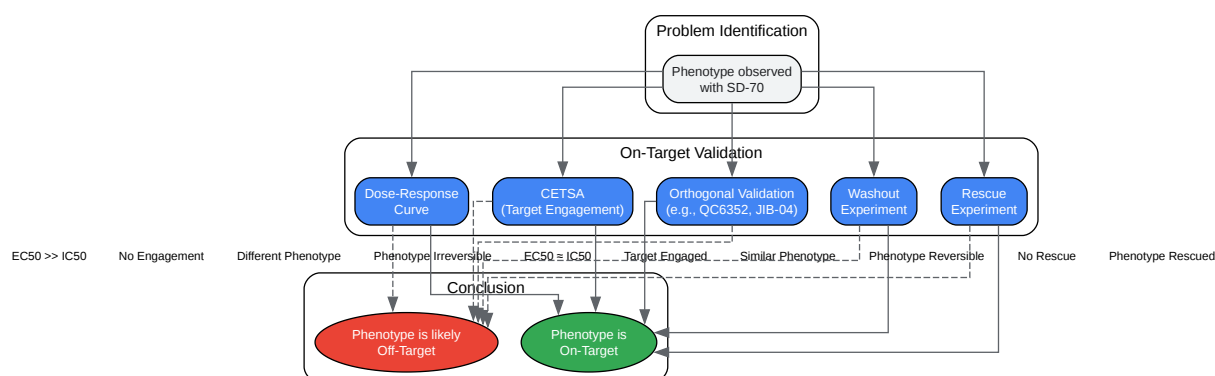 Problem Identification
Phenotype observed
with SD-70
On-Target Validation
Dose-Response
Curve
CETSA
(Target Engagement)
Orthogonal Validation
(e.g., QC6352, JIB-04)
Washout
Experiment
Rescue
Experiment
EC50 >> IC50
No Engagement
Different Phenotype
Phenotype Irreversible
EC50 ≈ IC50
Target Engaged
Similar Phenotype
Phenotype Reversible
No Rescue
Phenotype Rescued
Conclusion
Phenotype is likely
Off-Target
Phenotype is
On-Target